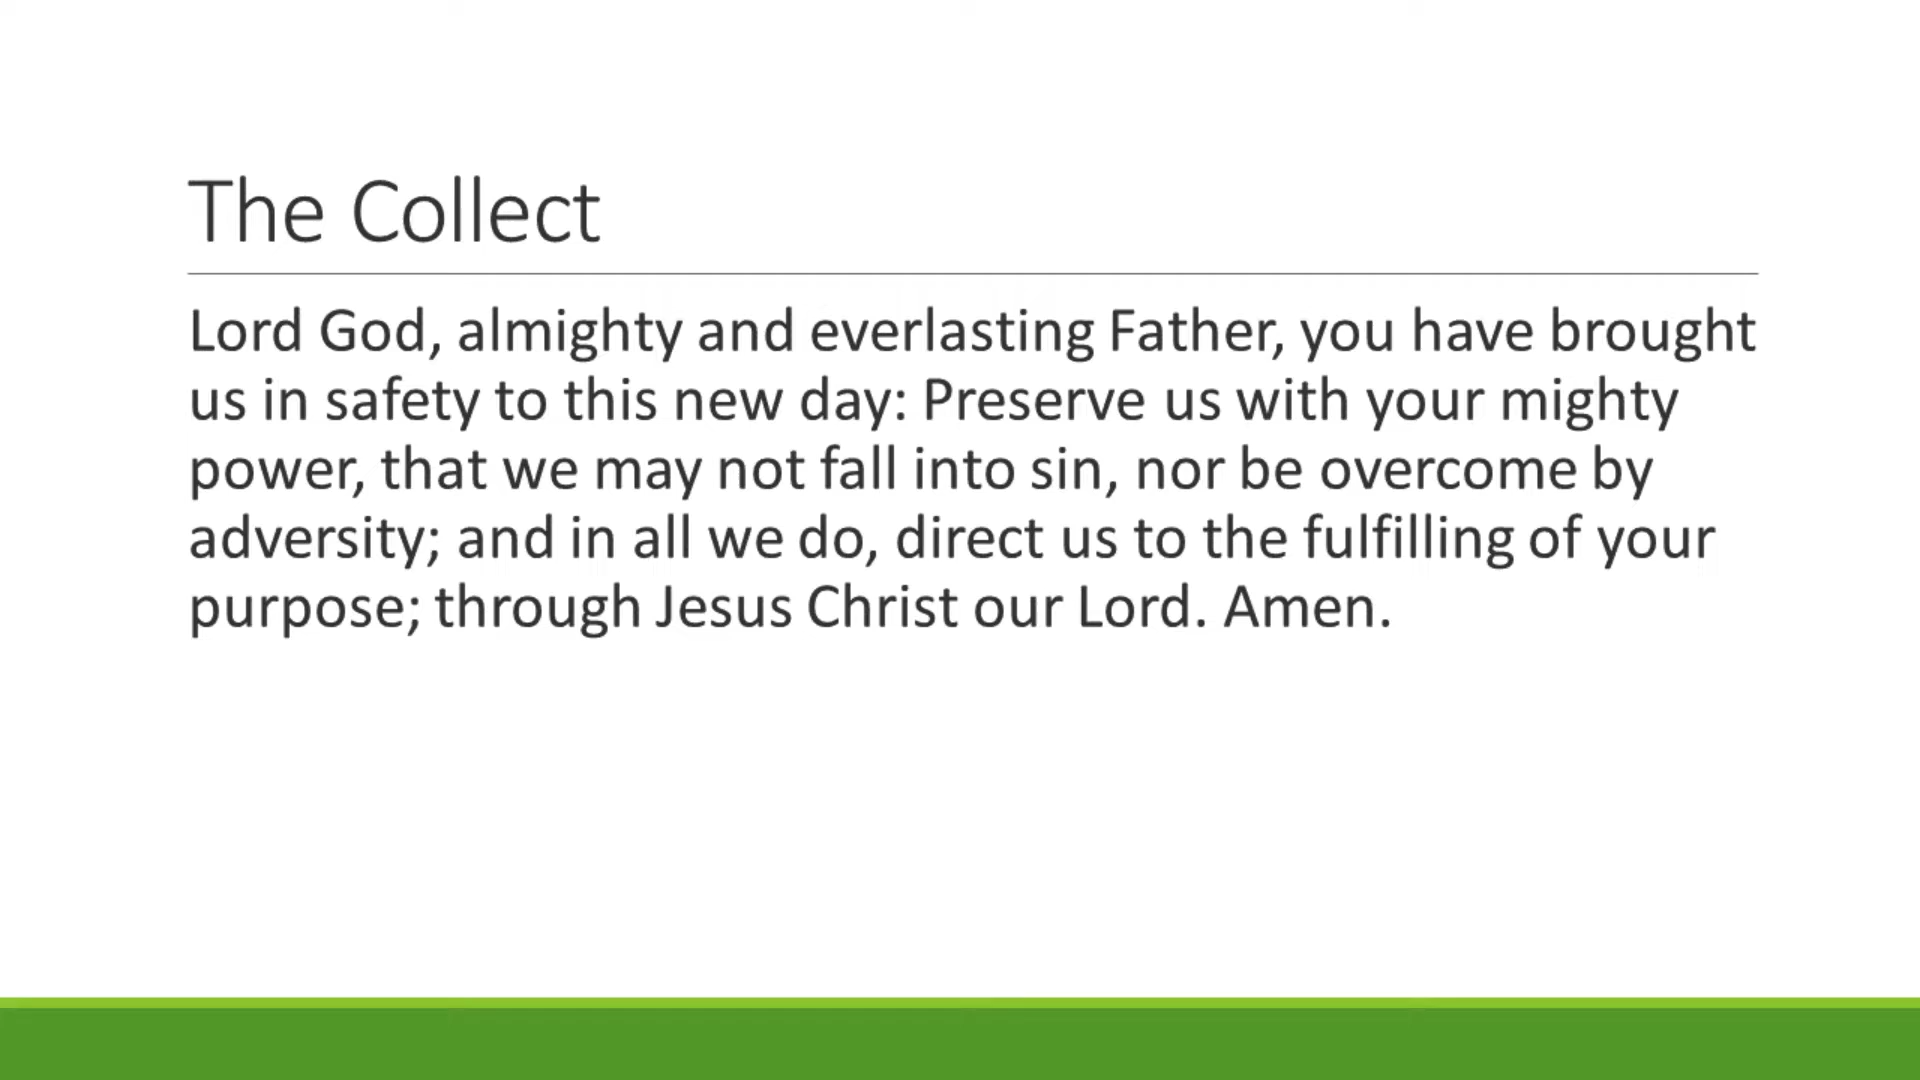 The Collect
Lord God, almighty and everlasting Father, you have brought
us in safety to this new day: Preserve us with your mighty
power, that we may not fall into sin, nor be overcome by
adversity; and in all we do, direct us to the fulfilling of your
purpose; through Jesus Christ our Lord. Amen.